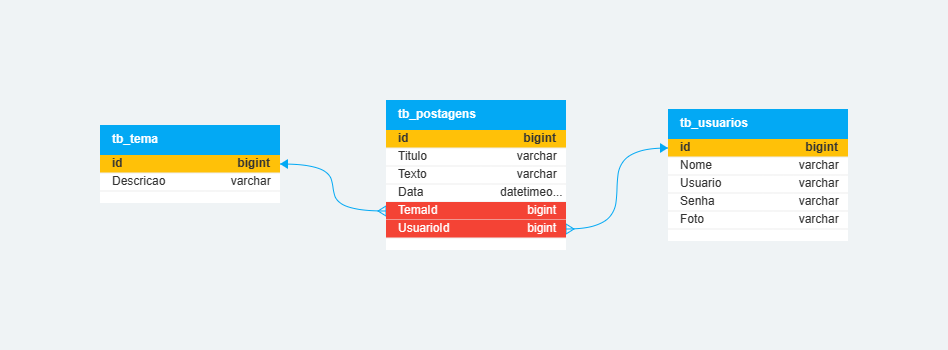 tb_tema
id bigint
Descricao varchar
tb_postagens
id bigint
Titulo varchar
Texto varchar
Data datetimeo...
TemaId bigint
UsuarioId bigint
tb_usuarios
id bigint
Nome varchar
Usuario varchar
Senha varchar
Foto varchar